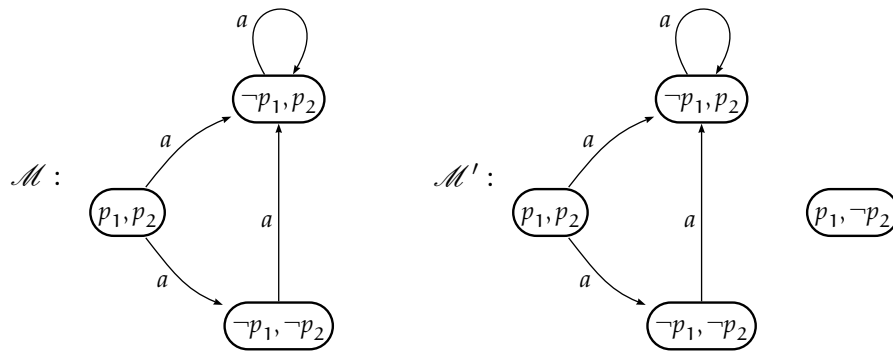 a a
¬p₁, p₂ ¬p₁, p₂
a a
ℳ : ℳ′ :
p₁, p₂ p₁, p₂ p₁, ¬p₂
a a
a a
¬p₁, ¬p₂ ¬p₁, ¬p₂